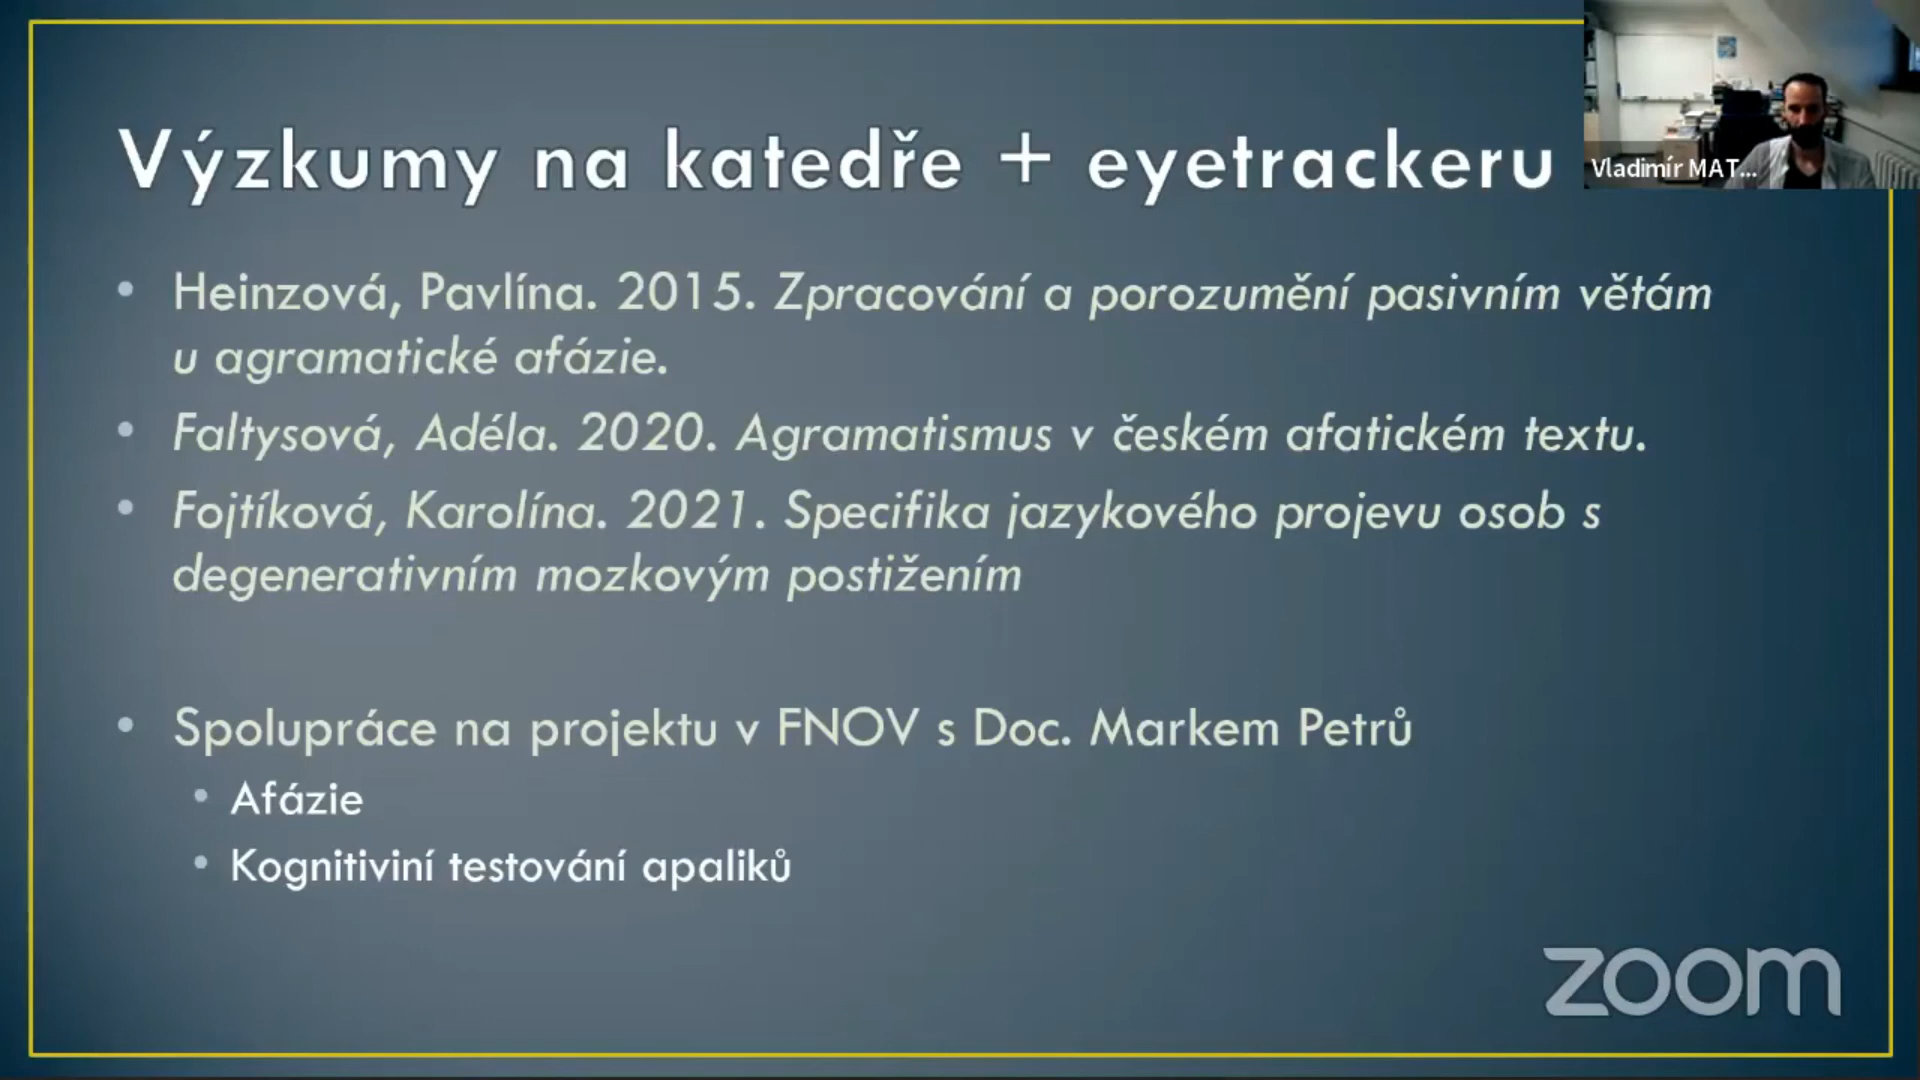 Výzkumy na katedře + eyetrackeru
Vladimír MAT...
• Heinzová, Pavlína. 2015. Zpracování a porozumění pasivním větám
u agramatické afázie.
• Faltysová, Adéla. 2020. Agramatismus v českém afatickém textu.
• Fojtíková, Karolína. 2021. Specifika jazykového projevu osob s
degenerativním mozkovým postižením
• Spolupráce na projektu v FNOV s Doc. Markem Petrů
• Afázie
• Kognitiviní testování apaliků
zoom